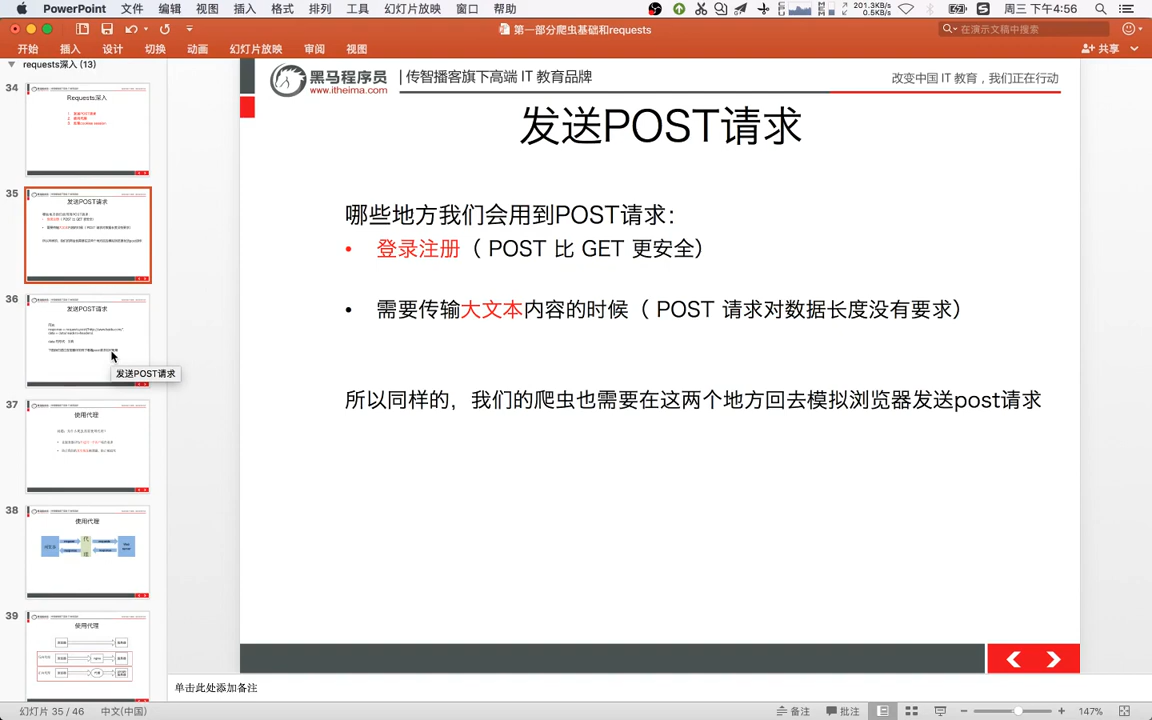 PowerPoint 文件 编辑 视图 插入 格式 排列 工具 幻灯片放映 窗口 帮助
201.3KB/s
0.5KB/s
周三 下午4:56
第一部分爬虫基础和requests
在演示文稿中搜索
开始 插入 设计 切换 动画 幻灯片放映 审阅 视图
共享
requests深入 (13)
34
Requests深入
35
发送POST请求
36
发送POST请求
发送POST请求
37
使用代理
38
使用代理
39
使用代理
黑马程序员
www.itheima.com
传智播客旗下高端 IT 教育品牌
改变中国 IT 教育，我们正在行动
发送POST请求
哪些地方我们会用到POST请求：
• 登录注册（ POST 比 GET 更安全）
• 需要传输大文本内容的时候（ POST 请求对数据长度没有要求）
所以同样的，我们的爬虫也需要在这两个地方回去模拟浏览器发送post请求
单击此处添加备注
幻灯片 35 / 46 中文(中国)
备注 批注
147%